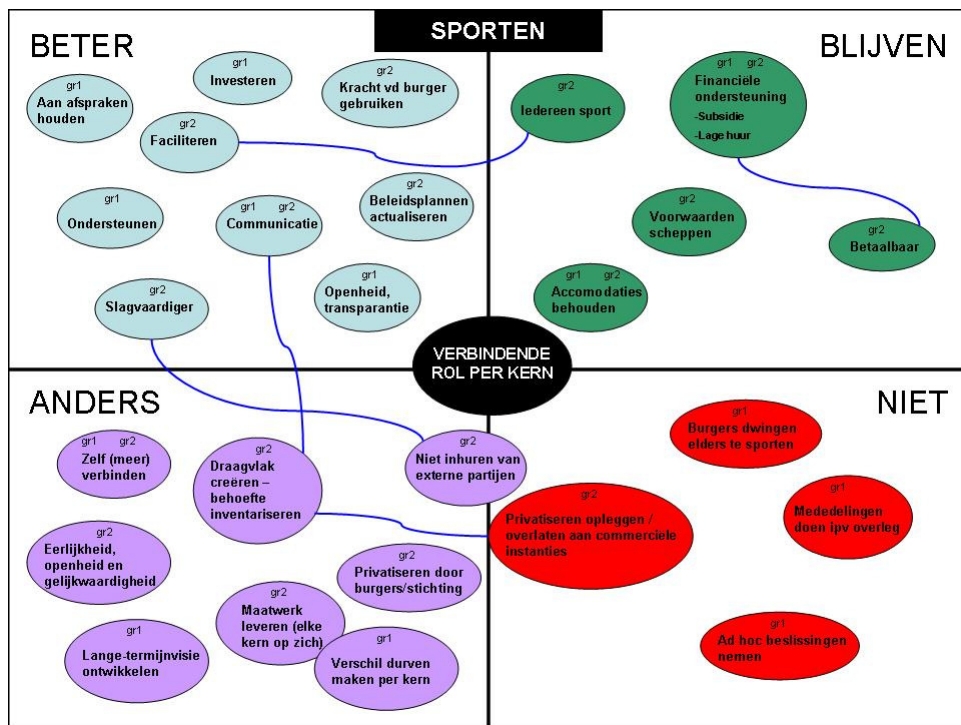 SPORTEN
BETER
gr1
Aan afspraken
houden
gr1
Investeren
gr2
Kracht vd burger
gebruiken
gr2
Faciliteren
gr1
Ondersteunen
gr1 gr2
Communicatie
gr2
Beleidsplannen
actualiseren
gr2
Slagvaardiger
gr1
Openheid,
transparantie
BLIJVEN
gr2
Iedereen sport
gr1 gr2
Financiële
ondersteuning
-Subsidie
-Lage huur
gr2
Voorwaarden
scheppen
gr2
Betaalbaar
gr1 gr2
Accomodaties
behouden
VERBINDENDE
ROL PER KERN
ANDERS
gr1 gr2
Zelf (meer)
verbinden
gr2
Draagvlak
creëren –
behoefte
inventariseren
gr2
Niet inhuren van
externe partijen
gr2
Eerlijkheid,
openheid en
gelijkwaardigheid
gr2
Privatiseren door
burgers/stichting
gr2
Maatwerk
leveren (elke
kern op zich)
gr1
Lange-termijnvisie
ontwikkelen
gr1
Verschil durven
maken per kern
NIET
gr1
Burgers dwingen
elders te sporten
gr1
Mededelingen
doen ipv overleg
gr2
Privatiseren opleggen /
overlaten aan commerciele
instanties
gr1
Ad hoc beslissingen
nemen